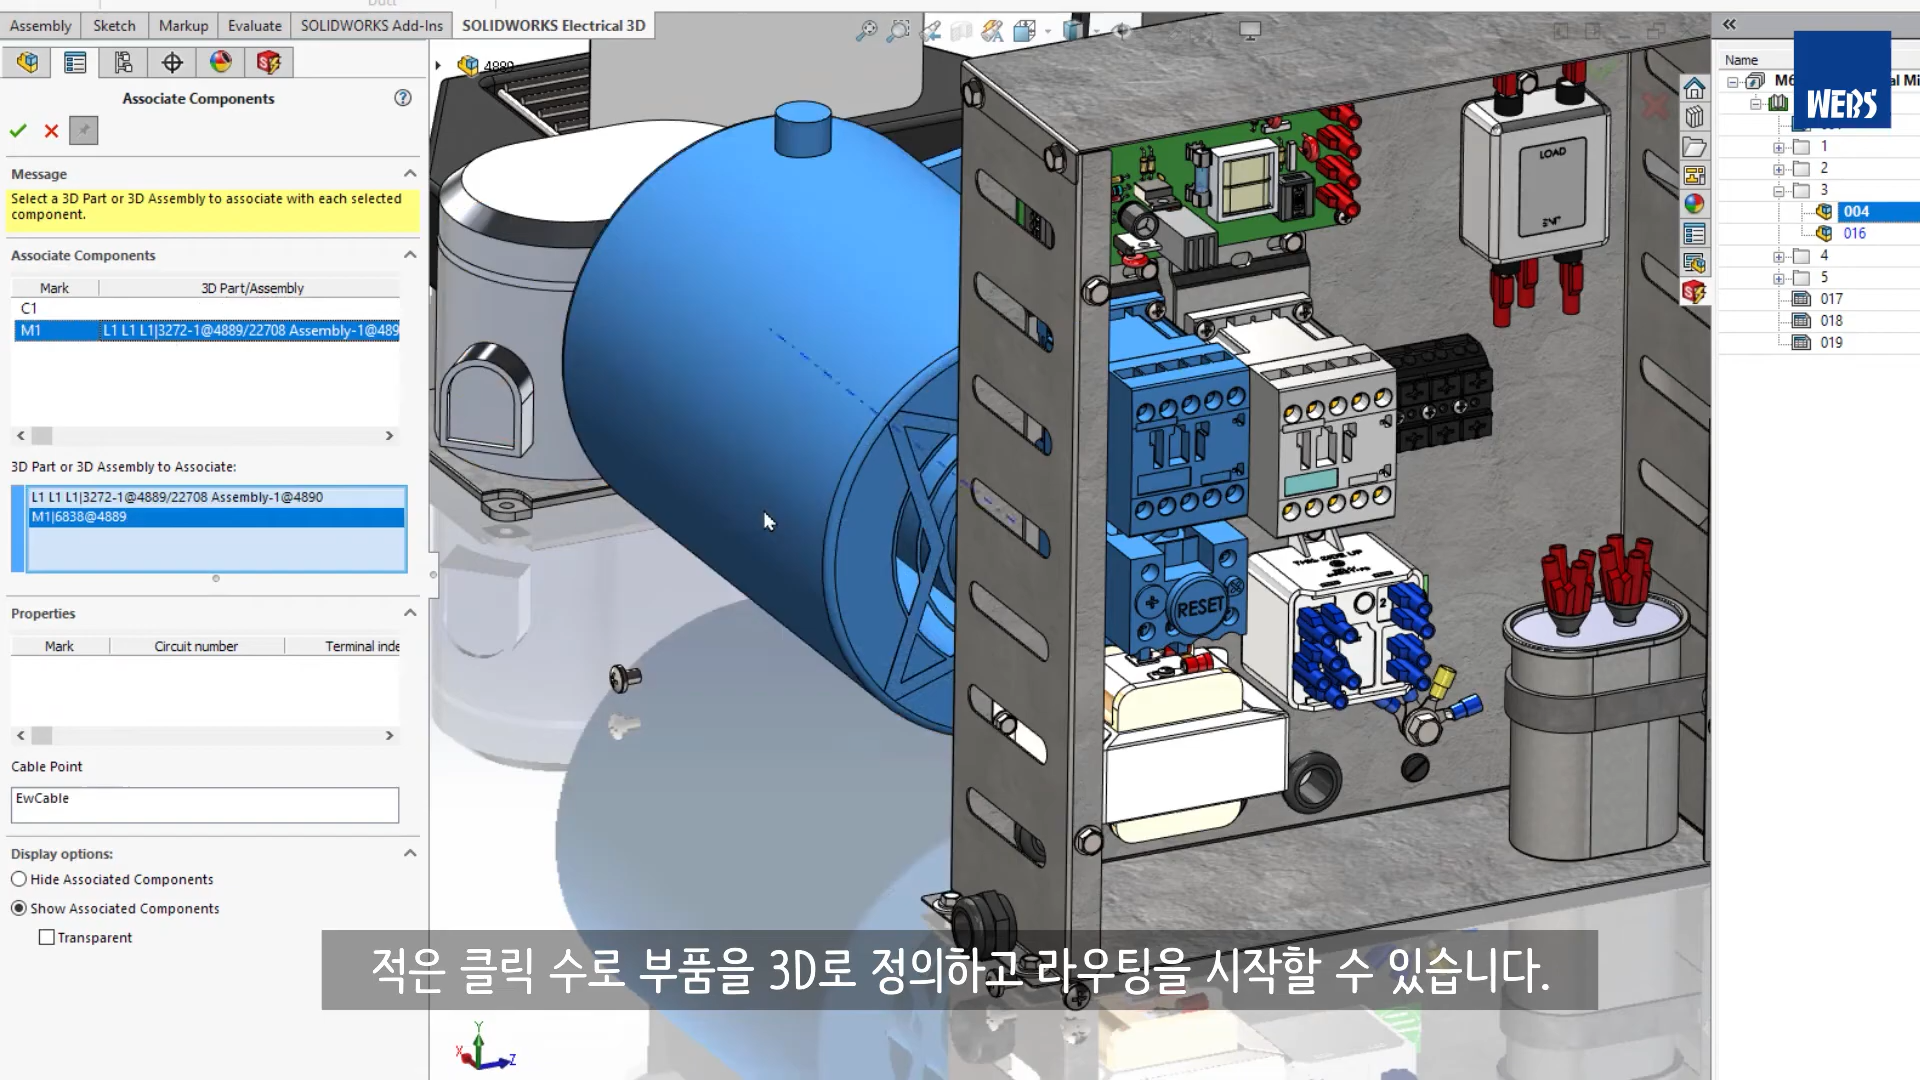 Duct
Assembly Sketch Markup Evaluate SOLIDWORKS Add-Ins SOLIDWORKS Electrical 3D
4889
Associate Components
Message
Select a 3D Part or 3D Assembly to associate with each selected
component.
Associate Components
Mark 3D Part/Assembly
C1
M1 L1 L1 L1|3272-1@4889/22708 Assembly-1@489
3D Part or 3D Assembly to Associate:
L1 L1 L1|3272-1@4889/22708 Assembly-1@4890
M1|6838@4889
Properties
Mark Circuit number Terminal inde
Cable Point
EwCable
Display options:
Hide Associated Components
Show Associated Components
Transparent
LOAD
RESET
2
Y
X
Z
Name
WEBS
1
2
3
004
016
4
5
017
018
019
적은 클릭 수로 부품을 3D로 정의하고 라우팅을 시작할 수 있습니다.